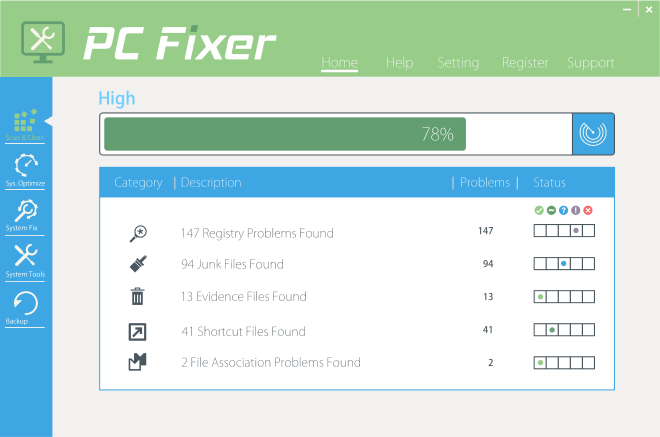 PC Fixer
Home Help Setting Register Support
High
78%
Scan & Clean
Sys. Optimize
System Fix
System Tools
Backup
Category | Description | Problems | Status
147 Registry Problems Found 147
94 Junk Files Found 94
13 Evidence Files Found 13
41 Shortcut Files Found 41
2 File Association Problems Found 2